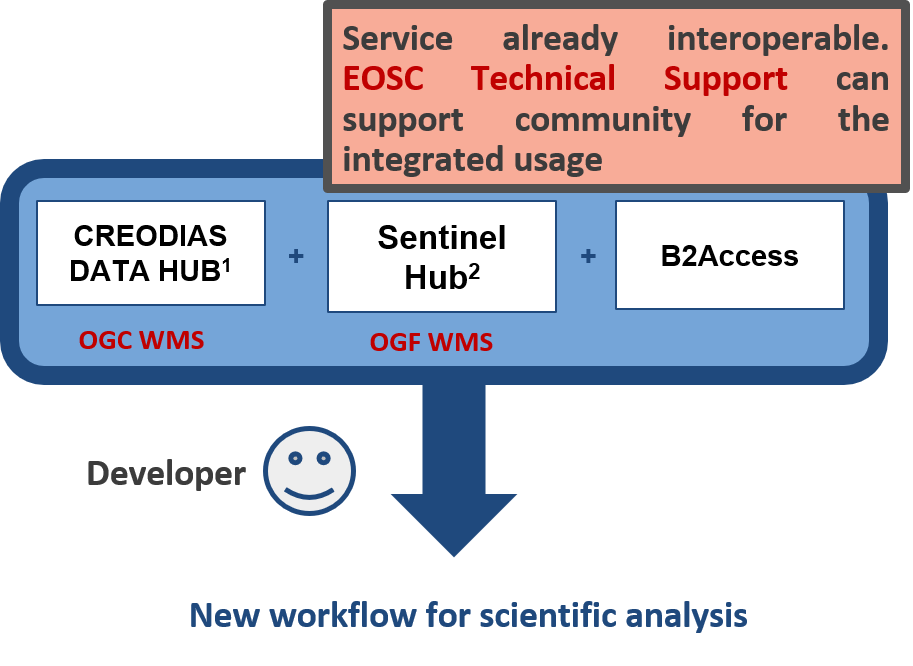 Service already interoperable.
EOSC Technical Support can
support community for the
integrated usage
CREODIAS
DATA HUB¹
+
Sentinel
Hub²
+
B2Access
OGC WMS
OGF WMS
Developer
New workflow for scientific analysis